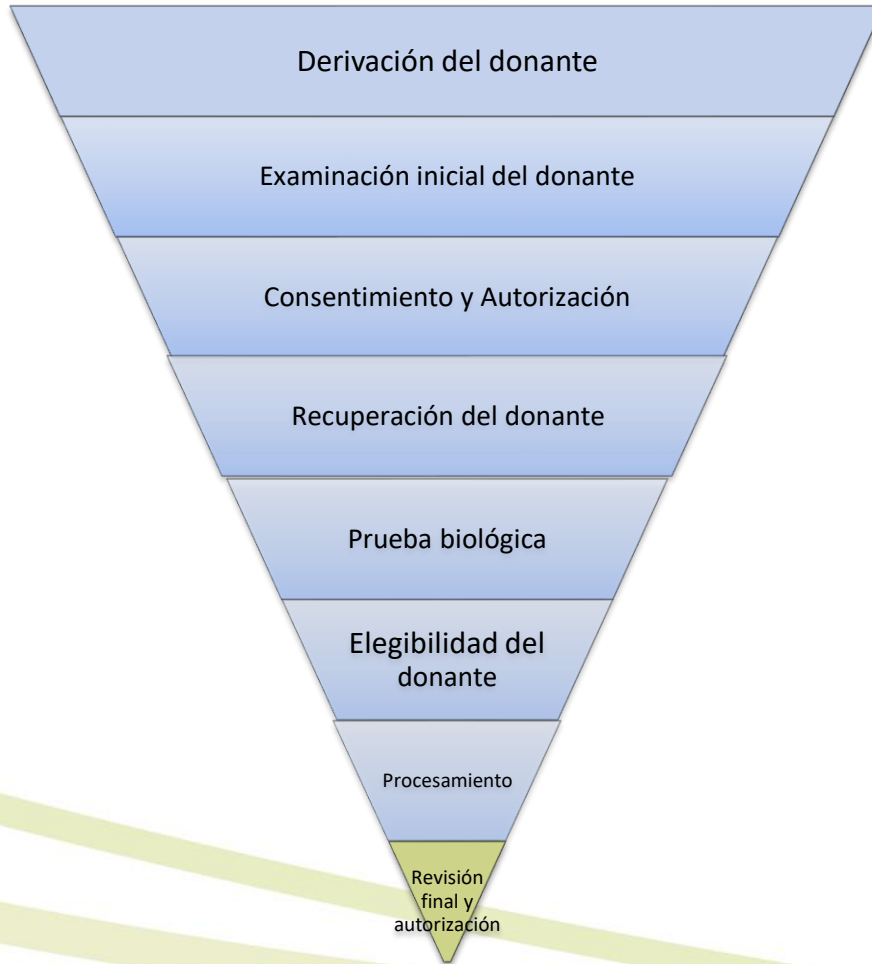 Derivación del donante
Examinación inicial del donante
Consentimiento y Autorización
Recuperación del donante
Prueba biológica
Elegibilidad del
donante
Procesamiento
Revisión
final y
autorización